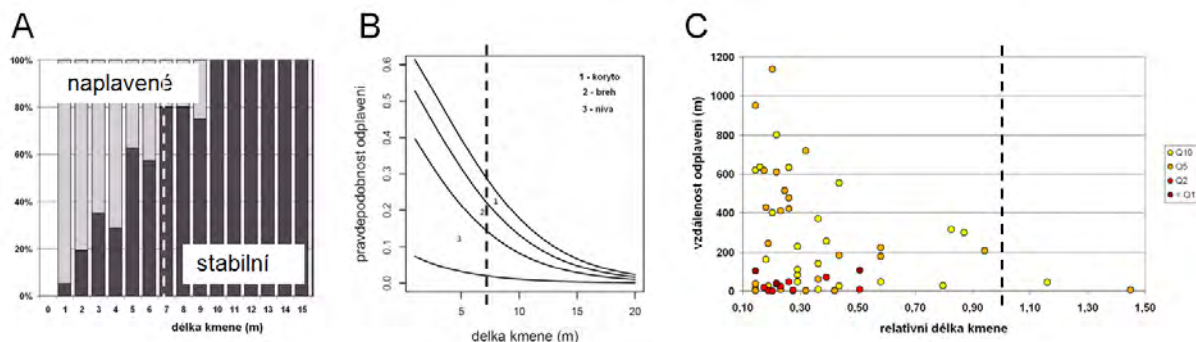 A
100%
80%
60%
40%
20%
0%
naplavené
stabilní
0 1 2 3 4 5 6 7 8 9 10 11 12 13 14 15
délka kmene (m)
B
pravdepodobnost odplaveni
0.6
0.5
0.4
0.3
0.2
0.1
0.0
1 - koryto
2 - breh
3 - niva
1
2
3
5 10 15 20
delka kmene (m)
C
vzdálenost odplavení (m)
1200
1000
800
600
400
200
0
0,10 0,30 0,50 0,70 0,90 1,10 1,30 1,50
relativní délka kmene
Q10
Q5
Q2
< Q1